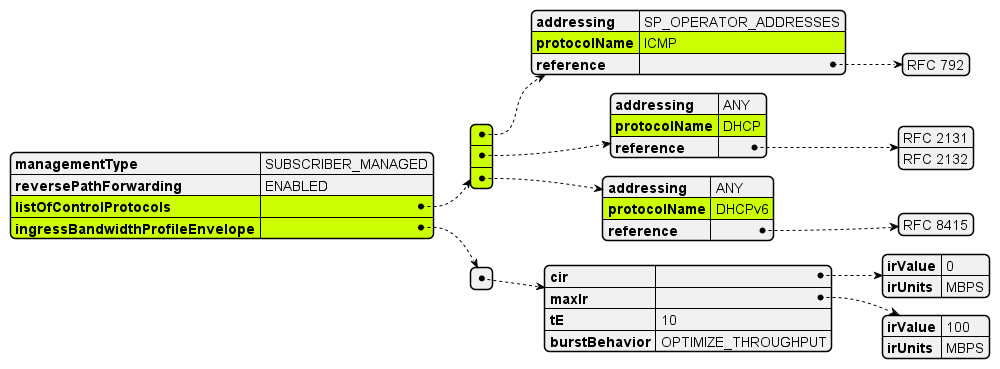 addressing SP_OPERATOR_ADDRESSES
protocolName ICMP
reference
RFC 792
addressing ANY
protocolName DHCP
reference
RFC 2131
RFC 2132
managementType SUBSCRIBER_MANAGED
reversePathForwarding ENABLED
listOfControlProtocols
ingressBandwidthProfileEnvelope
addressing ANY
protocolName DHCPv6
reference
RFC 8415
cir
maxIr
tE 10
burstBehavior OPTIMIZE_THROUGHPUT
irValue 0
irUnits MBPS
irValue 100
irUnits MBPS